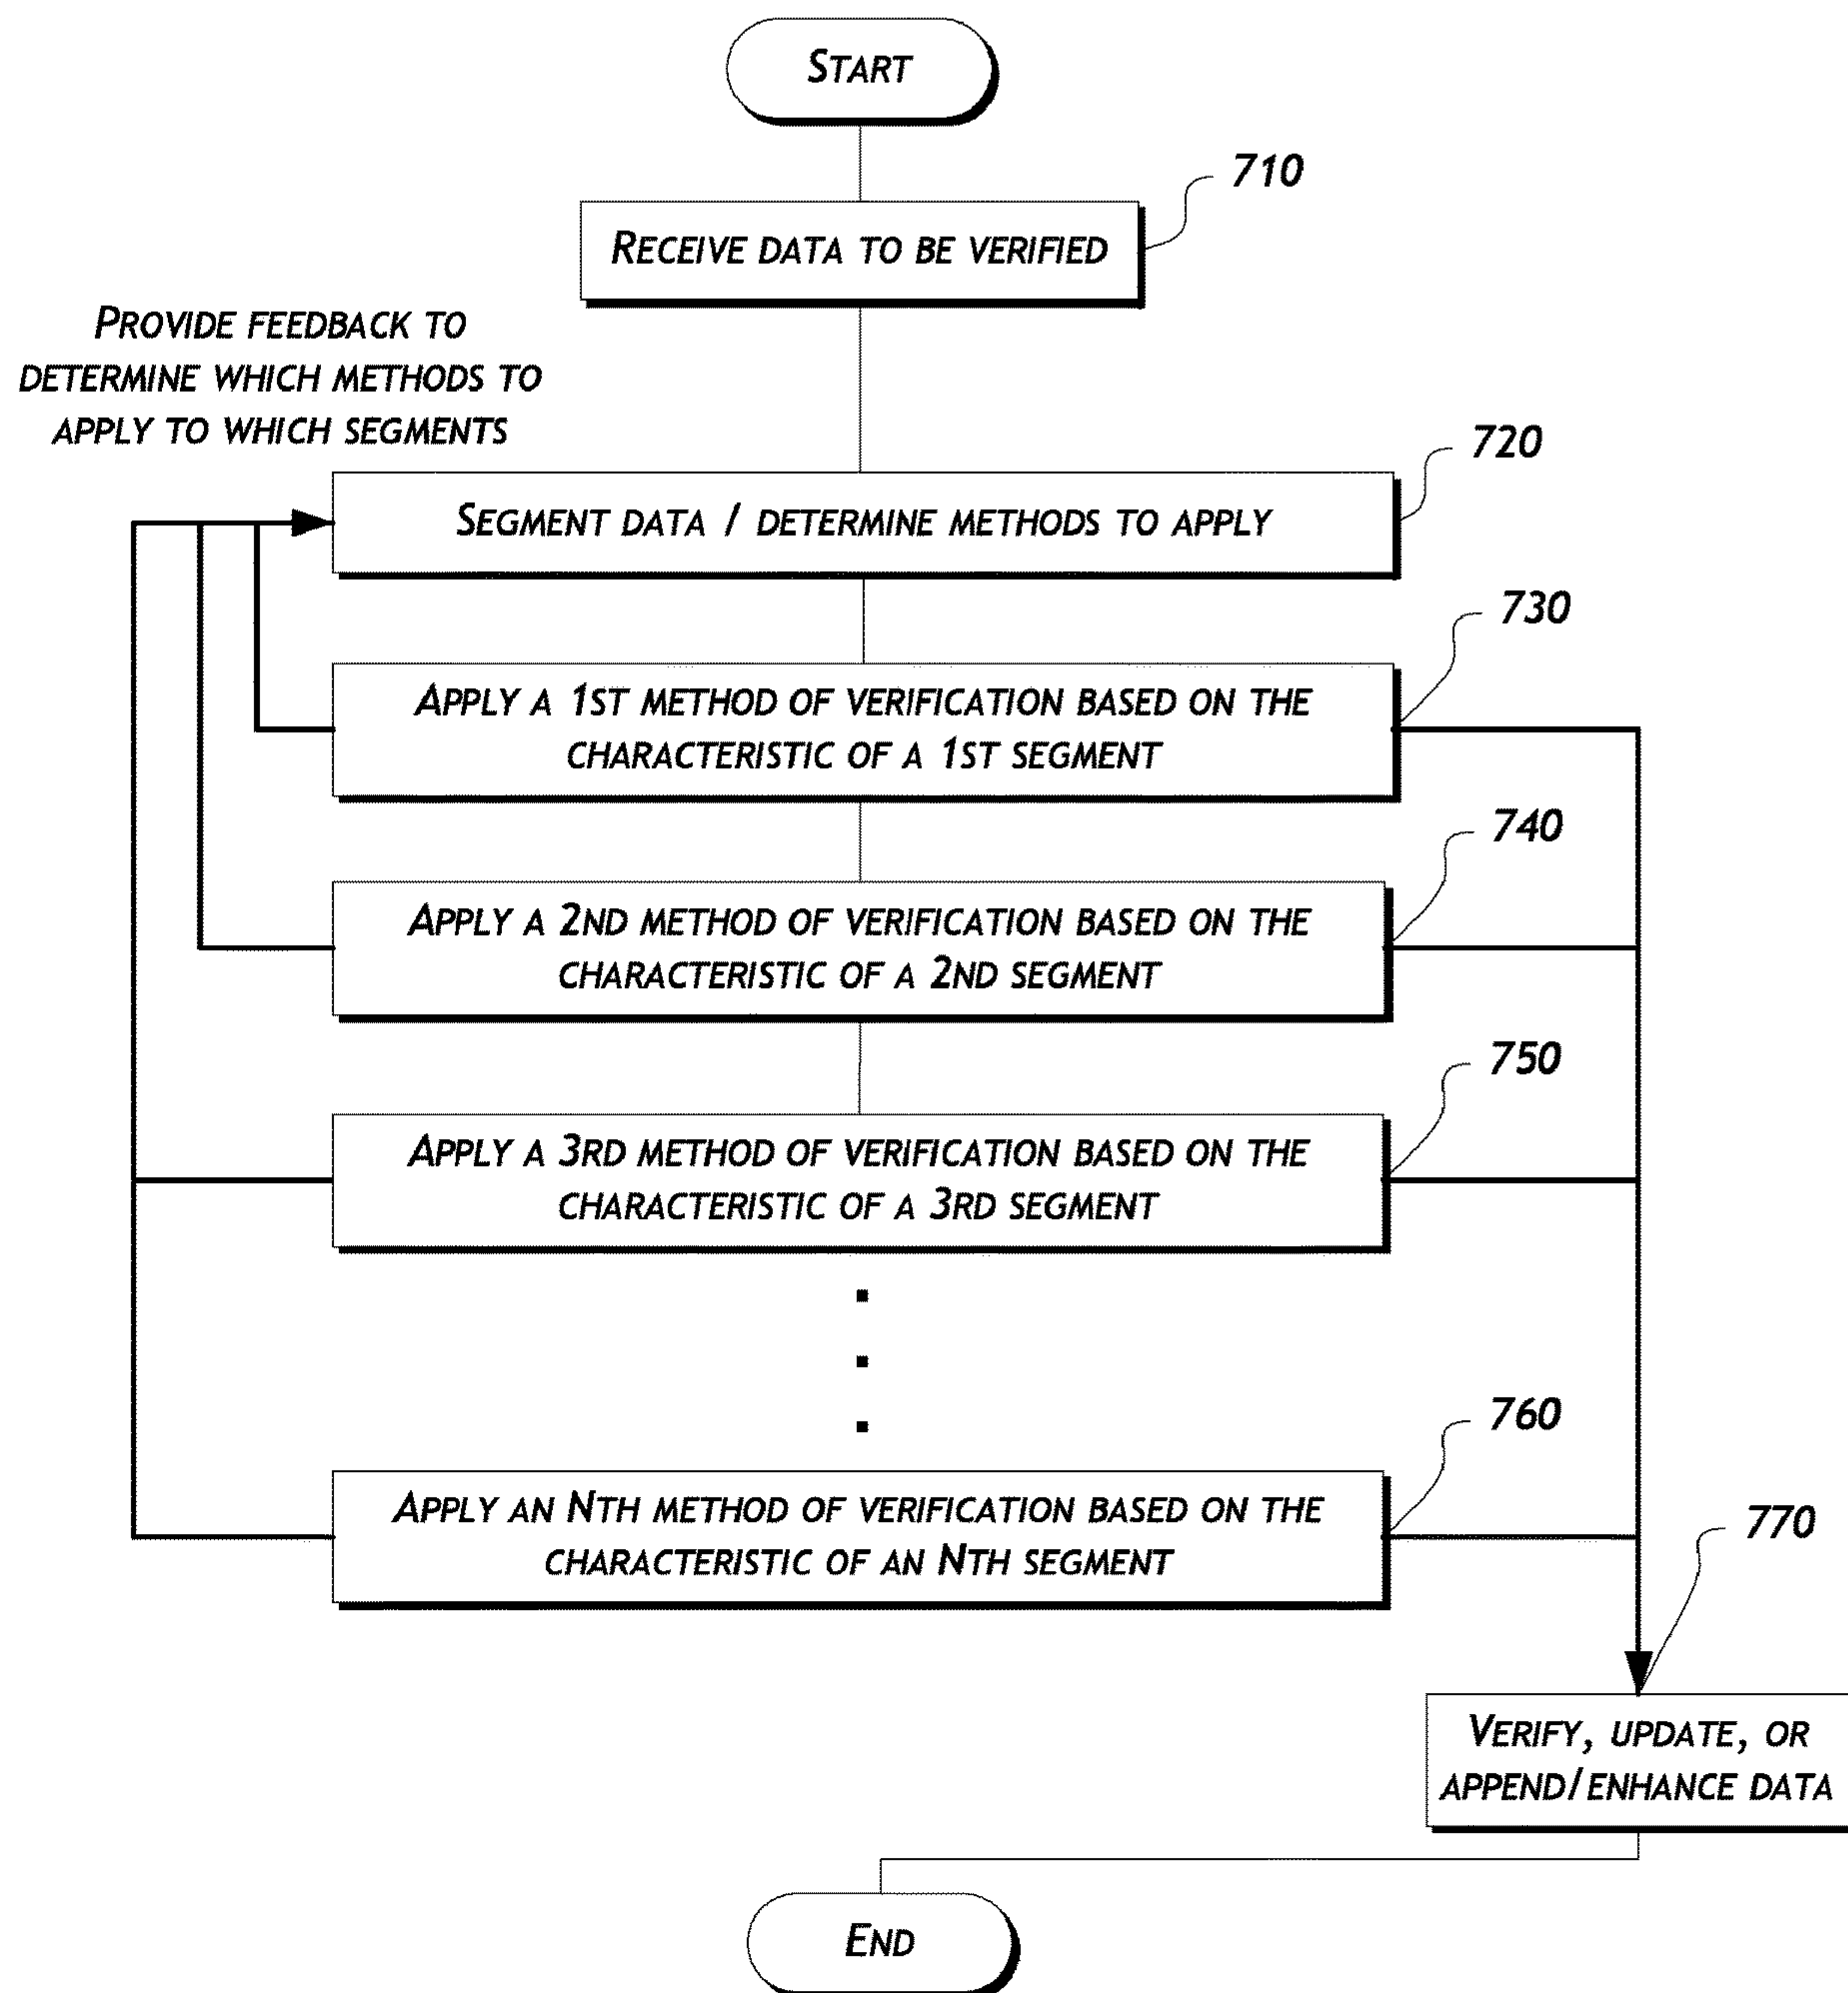 START
710
RECEIVE DATA TO BE VERIFIED
PROVIDE FEEDBACK TO
DETERMINE WHICH METHODS TO
APPLY TO WHICH SEGMENTS
720
SEGMENT DATA / DETERMINE METHODS TO APPLY
730
APPLY A 1ST METHOD OF VERIFICATION BASED ON THE
CHARACTERISTIC OF A 1ST SEGMENT
740
APPLY A 2ND METHOD OF VERIFICATION BASED ON THE
CHARACTERISTIC OF A 2ND SEGMENT
750
APPLY A 3RD METHOD OF VERIFICATION BASED ON THE
CHARACTERISTIC OF A 3RD SEGMENT
760
APPLY AN NTH METHOD OF VERIFICATION BASED ON THE
CHARACTERISTIC OF AN NTH SEGMENT
770
VERIFY, UPDATE, OR
APPEND/ENHANCE DATA
END